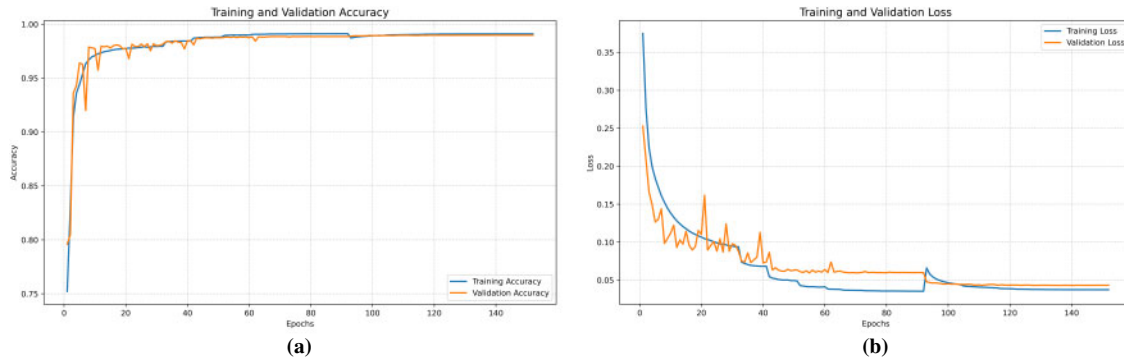 Training and Validation Accuracy
1.00
0.95
0.90
0.85
0.80
0.75
Accuracy
0
20
40
60
80
100
120
140
Epochs
Training Accuracy
Validation Accuracy
(a)
Training and Validation Loss
0.35
0.30
0.25
0.20
0.15
0.10
0.05
Loss
0
20
40
60
80
100
120
140
Epochs
Training Loss
Validation Loss
(b)